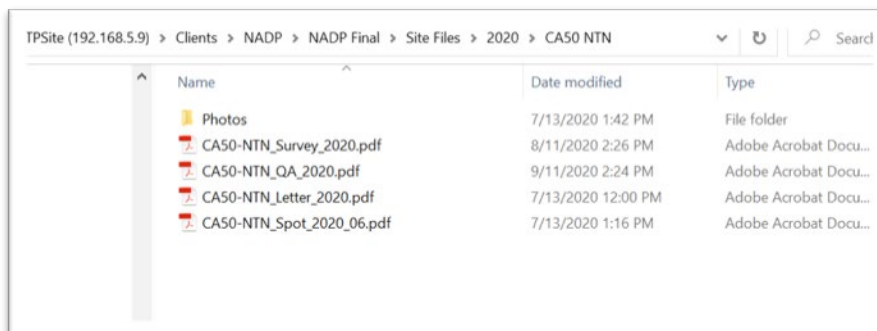 TPSite (192.168.5.9) > Clients > NADP > NADP Final > Site Files > 2020 > CA50 NTN
Searc
Name Date modified Type
Photos 7/13/2020 1:42 PM File folder
CA50-NTN_Survey_2020.pdf 8/11/2020 2:26 PM Adobe Acrobat Docu...
CA50-NTN_QA_2020.pdf 9/11/2020 2:24 PM Adobe Acrobat Docu...
CA50-NTN_Letter_2020.pdf 7/13/2020 12:00 PM Adobe Acrobat Docu...
CA50-NTN_Spot_2020_06.pdf 7/13/2020 1:16 PM Adobe Acrobat Docu...